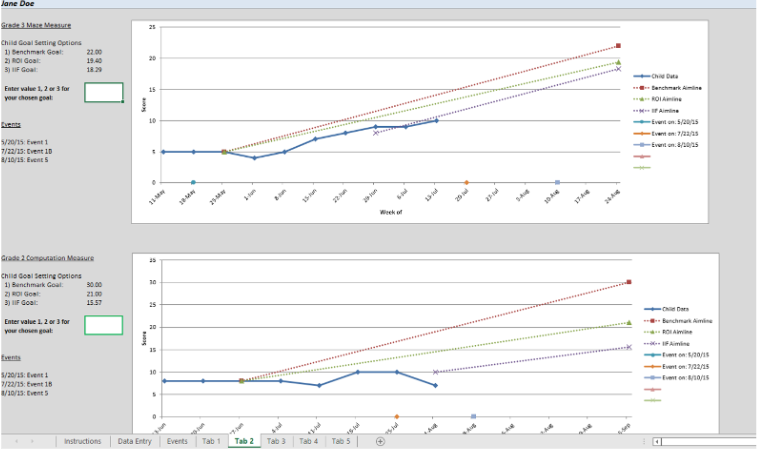 Jane Doe
Grade 3 Maze Measure
Child Goal Setting Options
1) Benchmark Goal: 22.00
2) ROI Goal: 19.40
3) IIF Goal: 18.29
Enter value 1, 2 or 3 for
your chosen goal:
Events
5/20/15: Event 1
7/22/15: Event 1B
8/10/15: Event 5
25
20
15
10
5
0
Score
11-May
18-May
25-May
1-Jun
8-Jun
15-Jun
22-Jun
29-Jun
6-Jul
13-Jul
20-Jul
27-Jul
3-Aug
10-Aug
17-Aug
24-Aug
Week of
Child Data
Benchmark Aimline
ROI Aimline
IIF Aimline
Event on: 5/20/15
Event on: 7/22/15
Event on: 8/10/15
Grade 2 Computation Measure
Child Goal Setting Options
1) Benchmark Goal: 30.00
2) ROI Goal: 21.00
3) IIF Goal: 15.57
Enter value 1, 2 or 3 for
your chosen goal:
Events
5/20/15: Event 1
7/22/15: Event 1B
8/10/15: Event 5
35
30
25
20
15
10
5
0
Score
Child Data
Benchmark Aimline
ROI Aimline
IIF Aimline
Event on: 5/20/15
Event on: 7/22/15
Event on: 8/10/15
Instructions Data Entry Events Tab 1 Tab 2 Tab 3 Tab 4 Tab 5